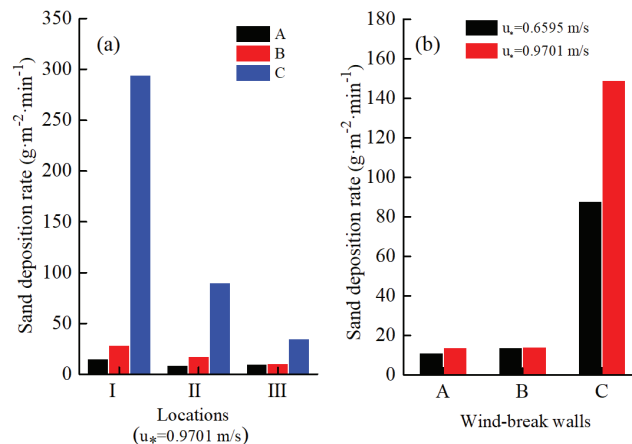 (a)
A
B
C
Sand deposition rate (g·m⁻²·min⁻¹)
350
300
250
200
150
100
50
0
I II III
Locations
(u*=0.9701 m/s)
(b)
u*=0.6595 m/s
u*=0.9701 m/s
Sand deposition rate (g·m⁻²·min⁻¹)
180
160
140
120
100
80
60
40
20
0
A B C
Wind-break walls